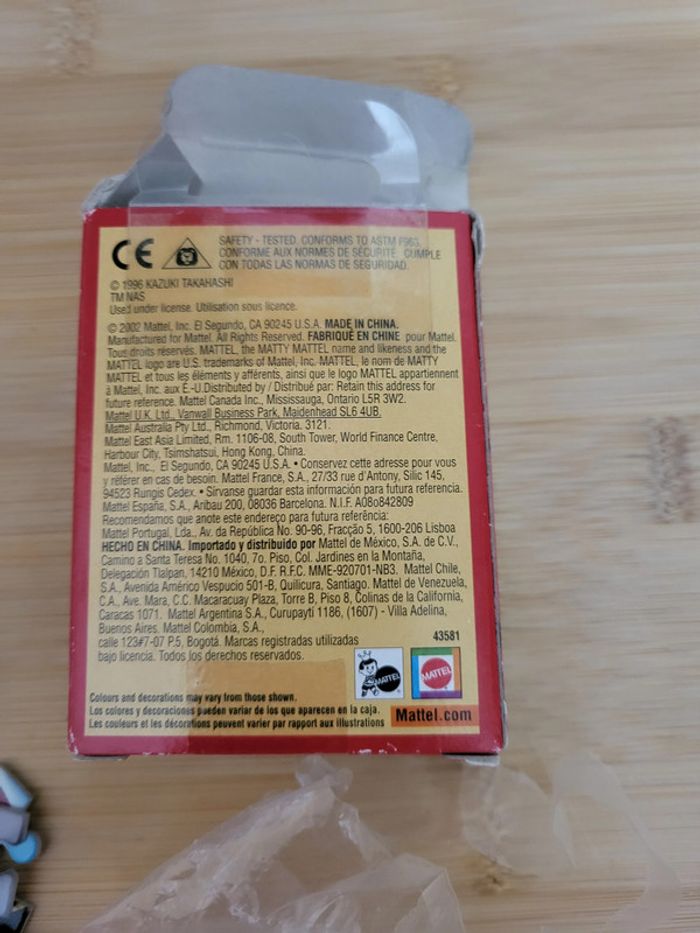 CE
SAFETY - TESTED. CONFORMS TO ASTM F963.
CONFORME AUX NORMES DE SÉCURITÉ. CUMPLE
CON TODAS LAS NORMAS DE SEGURIDAD.
© 1996 KAZUKI TAKAHASHI
TM NAS
Used under license. Utilisation sous licence.
© 2002 Mattel, Inc. El Segundo, CA 90245 U.S.A. MADE IN CHINA.
Manufactured for Mattel. All Rights Reserved. FABRIQUÉ EN CHINE pour Mattel.
Tous droits réservés. MATTEL, the MATTY MATTEL name and likeness and the
MATTEL logo are U.S. trademarks of Mattel, Inc. MATTEL, le nom de MATTY
MATTEL et tous les éléments y afférents, ainsi que le logo MATTEL appartiennent
à Mattel, Inc. aux É.-U.Distributed by / Distribué par: Retain this address for
future reference. Mattel Canada Inc., Mississauga, Ontario L5R 3W2.
Mattel U.K. Ltd., Vanwall Business Park, Maidenhead SL6 4UB.
Mattel Australia Pty Ltd., Richmond, Victoria. 3121.
Mattel East Asia Limited, Rm. 1106-08, South Tower, World Finance Centre,
Harbour City, Tsimshatsui, Hong Kong, China.
Mattel, Inc., El Segundo, CA 90245 U.S.A. • Conservez cette adresse pour vous
y référer en cas de besoin. Mattel France, S.A., 27/33 rue d'Antony, Silic 145,
94523 Rungis Cedex. • Sirvanse guardar esta información para futura referencia.
Mattel España, S.A., Aribau 200, 08036 Barcelona. N.I.F. A08o842809
Recomendamos que anote este endereço para futura referência:
Mattel Portugal, Lda., Av. da República No. 90-96, Fracção 5, 1600-206 Lisboa
HECHO EN CHINA. Importado y distribuido por Mattel de México, S.A. de C.V.,
Camino a Santa Teresa No. 1040, 7o. Piso, Col. Jardines en la Montaña,
Delegación Tlalpan, 14210 México, D.F. R.F.C. MME-920701-NB3. Mattel Chile,
S.A., Avenida Américo Vespucio 501-B, Quilicura, Santiago. Mattel de Venezuela,
C.A., Ave. Mara, C.C. Macaracuay Plaza, Torre B, Piso 8, Colinas de la California,
Caracas 1071. Mattel Argentina S.A., Curupayti 1186, (1607) - Villa Adelina,
Buenos Aires. Mattel Colombia, S.A.,
calle 123#7-07 P.5, Bogotá. Marcas registradas utilizadas
bajo licencia. Todos los derechos reservados.
43581
MATTEL
MATTEL
Colours and decorations may vary from those shown.
Los colores y decoraciones pueden variar de los que aparecen en la caja.
Les couleurs et les décorations peuvent varier par rapport aux illustrations
Mattel.com